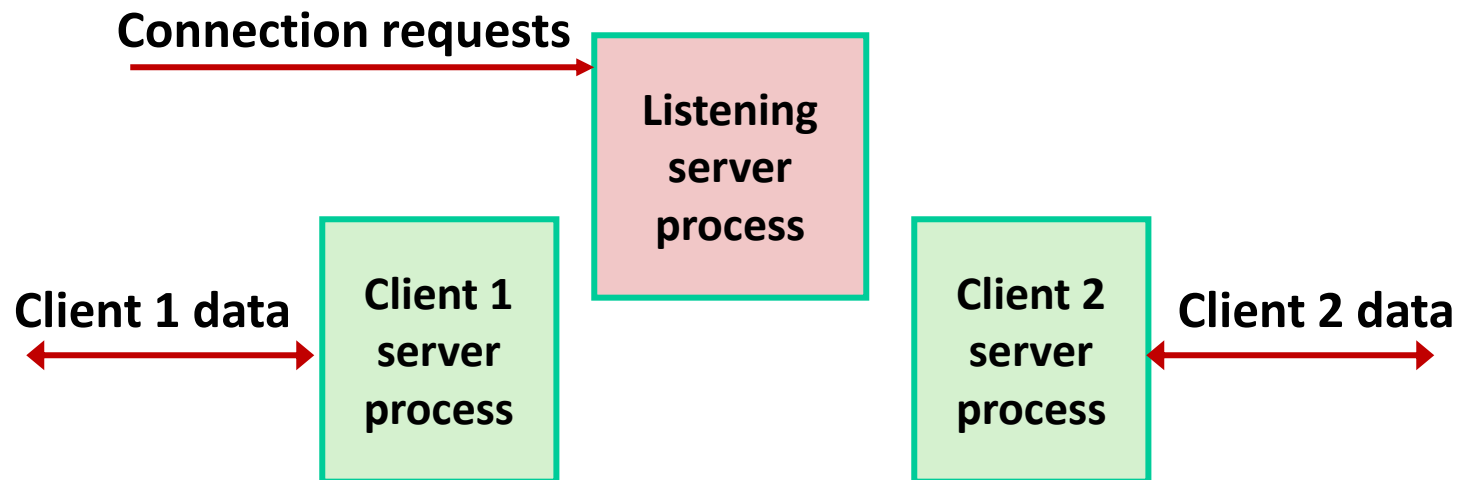 Connection requests
Listening
server
process
Client 1 data
Client 1
server
process
Client 2
server
process
Client 2 data